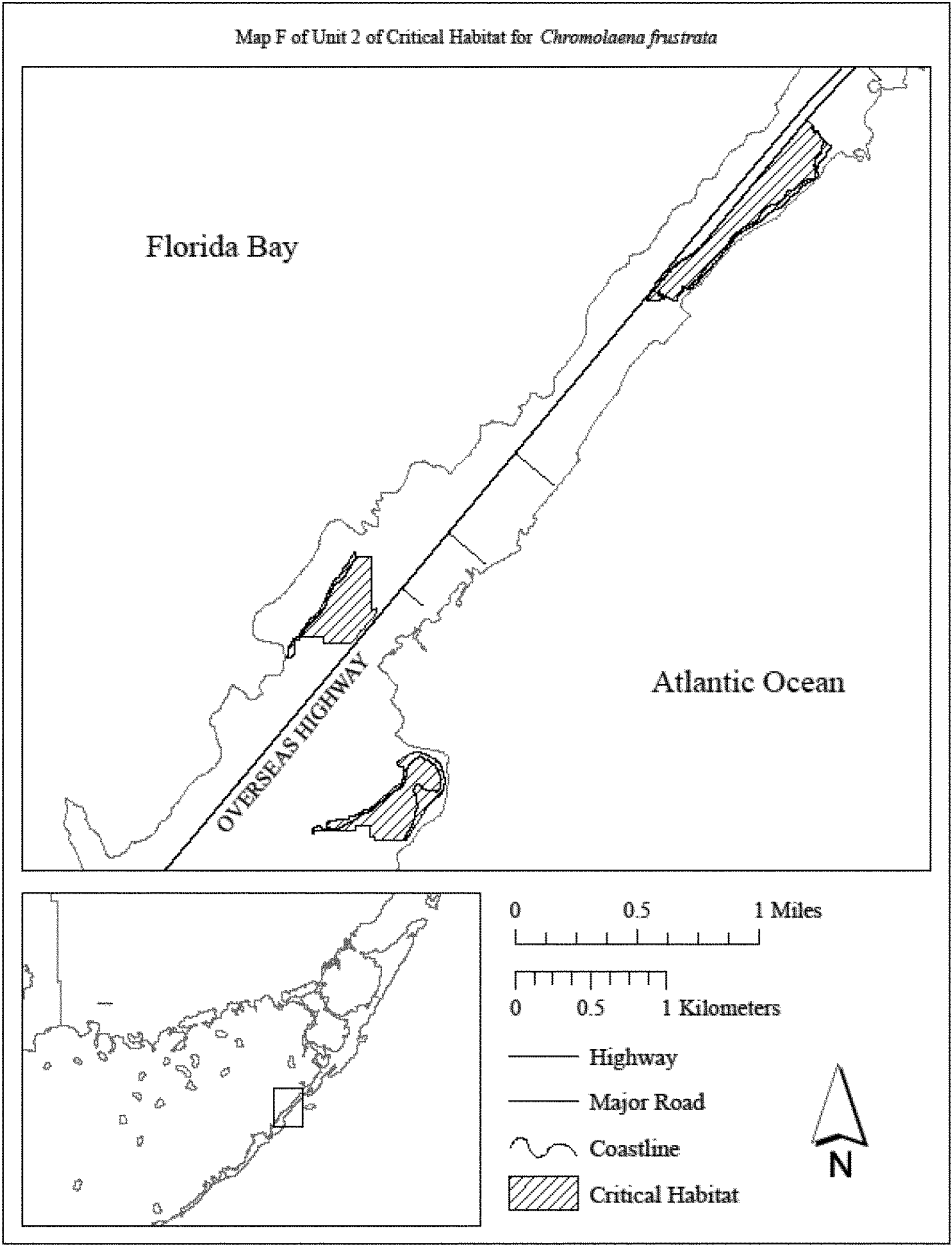 Map F of Unit 2 of Critical Habitat for Chromolaena frustrata
Florida Bay
Atlantic Ocean
OVERSEAS HIGHWAY
0 0.5 1 Miles
0 0.5 1 Kilometers
Highway
Major Road
Coastline
Critical Habitat
N